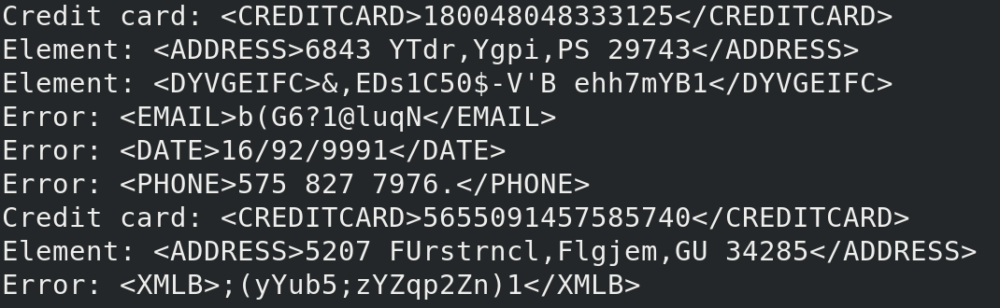 Credit card: <CREDITCARD>180048048333125</CREDITCARD>
Element: <ADDRESS>6843 YTdr,Ygpi,PS 29743</ADDRESS>
Element: <DYVGEIFC>&,EDs1C50$-V'B ehh7mYB1</DYVGEIFC>
Error: <EMAIL>b(G6?1@luqN</EMAIL>
Error: <DATE>16/92/9991</DATE>
Error: <PHONE>575 827 7976.</PHONE>
Credit card: <CREDITCARD>5655091457585740</CREDITCARD>
Element: <ADDRESS>5207 FUrstrncl,Flgjem,GU 34285</ADDRESS>
Error: <XMLB>;(yYub5;zYZqp2Zn)1</XMLB>